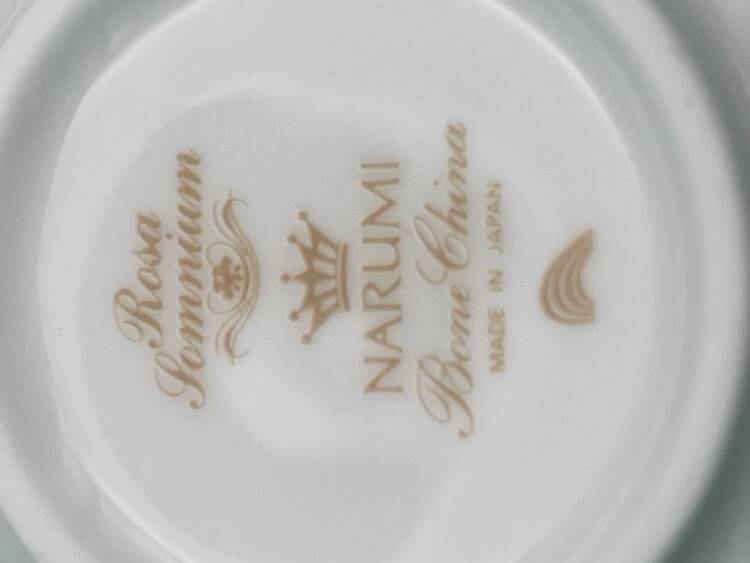 Rosa
Somnium
NARUMI
Bone China
MADE IN JAPAN